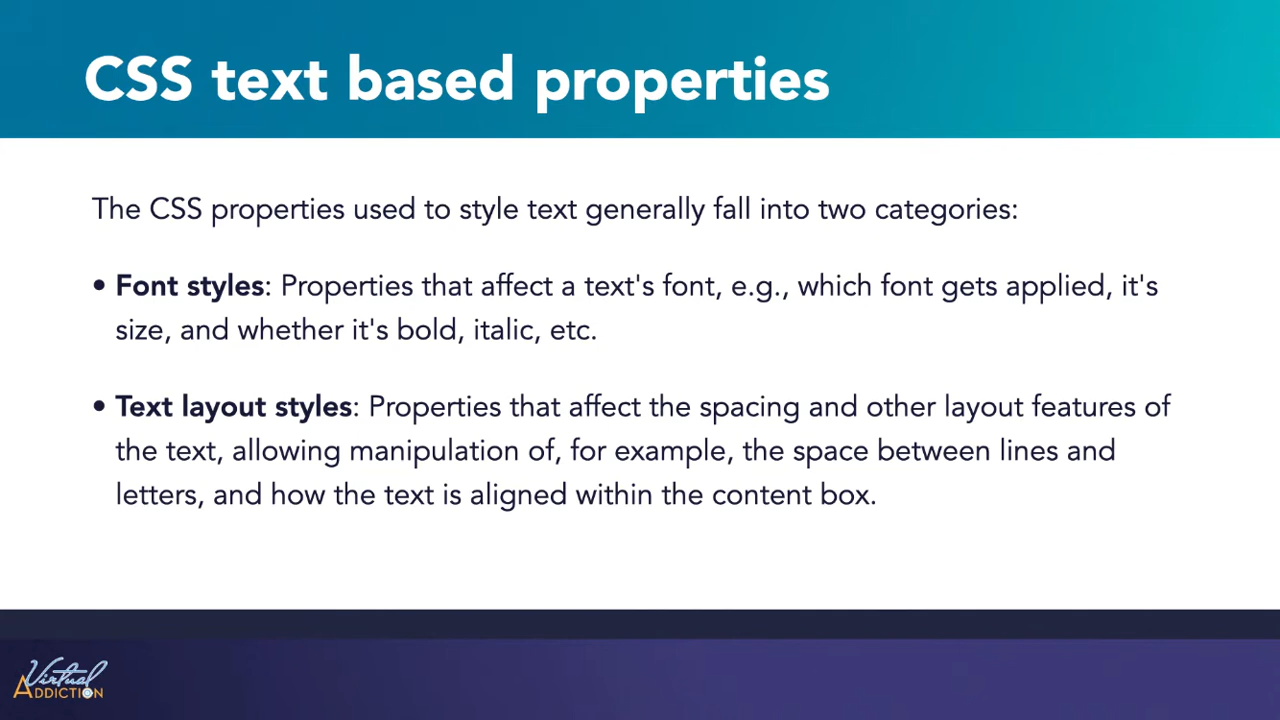 CSS text based properties
The CSS properties used to style text generally fall into two categories:
• Font styles: Properties that affect a text's font, e.g., which font gets applied, it's
size, and whether it's bold, italic, etc.
• Text layout styles: Properties that affect the spacing and other layout features of
the text, allowing manipulation of, for example, the space between lines and
letters, and how the text is aligned within the content box.
Virtual
ADDICTION